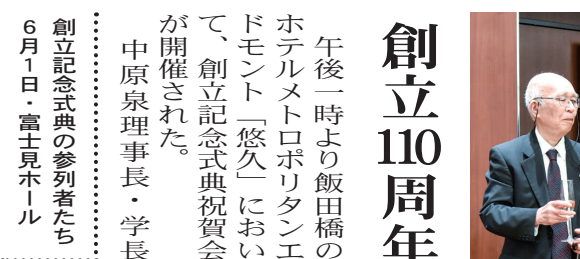 創立110周年
午後一時より飯田橋の
ホテルメトロポリタンエ
ドモント「悠久」におい
て、創立記念式典祝賀会
が開催された。
中原泉理事長・学長
創立記念式典の参列者たち
6月1日・富士見ホール